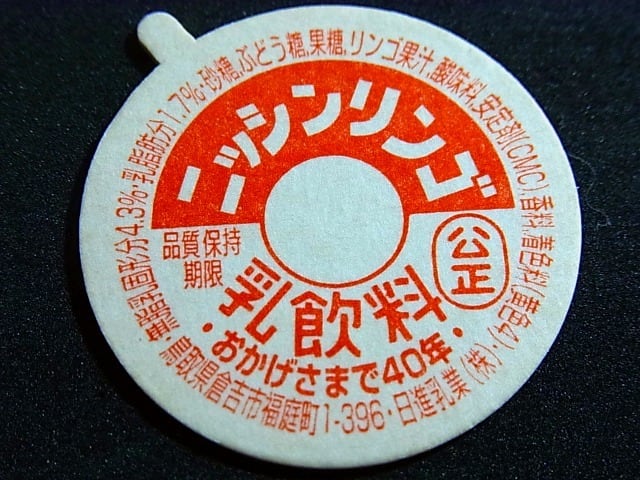 無脂乳固形分4.3%·乳脂肪分1.7%·砂糖,ぶどう糖,果糖,リンゴ果汁,酸味料,安定剤(CMC),香料,着色料(黄色4)
ニッシンリンゴ
品質保持
期限
公正
乳飲料
·おかげさまで40年·
鳥取県倉吉市福庭町1-396·日進乳業(株)·